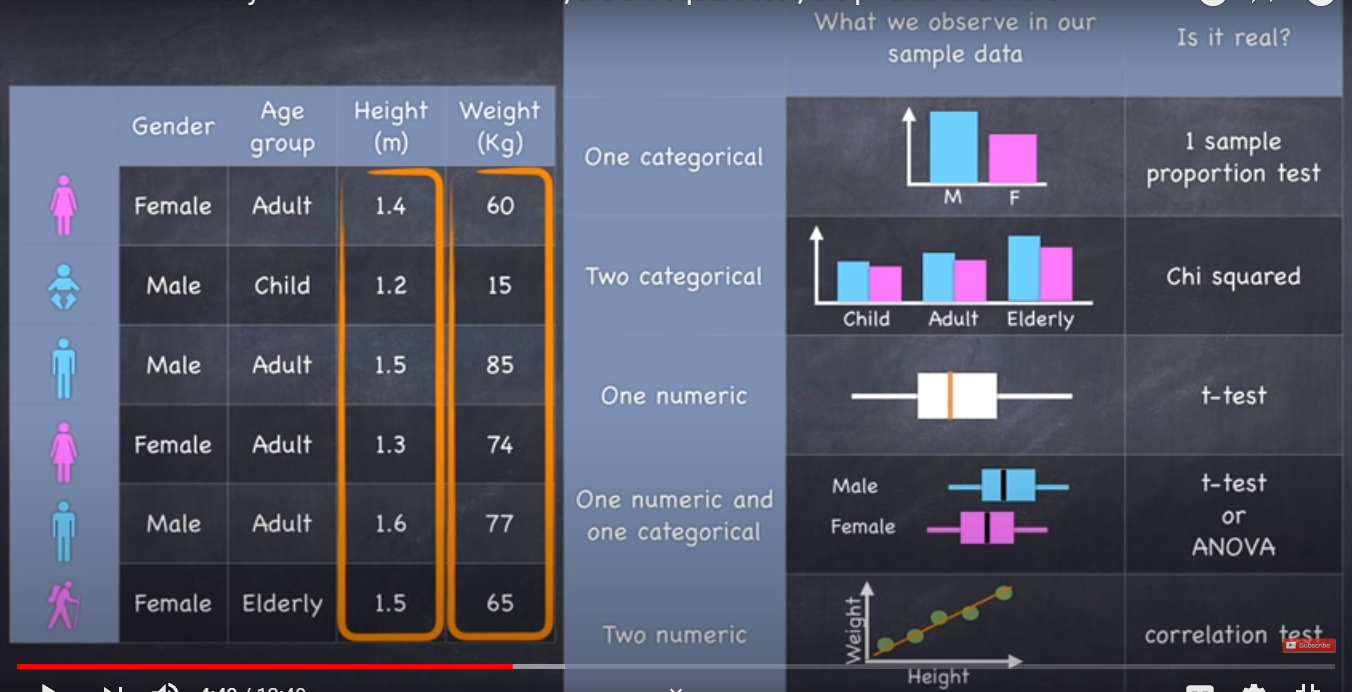 What we observe in our
sample data
Is it real?
Gender
Age
group
Height
(m)
Weight
(Kg)
Female
Adult
1.4
60
Male
Child
1.2
15
Male
Adult
1.5
85
Female
Adult
1.3
74
Male
Adult
1.6
77
Female
Elderly
1.5
65
One categorical
M
F
1 sample
proportion test
Two categorical
Child
Adult
Elderly
Chi squared
One numeric
t-test
One numeric and
one categorical
Male
Female
t-test
or
ANOVA
Two numeric
Weight
Height
correlation test
Subscribe